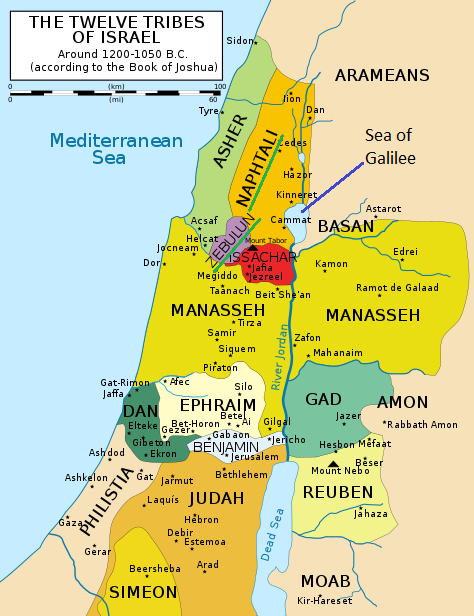 THE TWELVE TRIBES
OF ISRAEL
Around 1200-1050 B.C.
(according to the Book of Joshua)
0 (km) 100
0 (mi) 60
Sidon
ARAMEANS
Jion
Dan
Tyre
Mediterranean
Sea
ASHER
NAPHTALI
Cedes
Sea of
Galilee
Hazor
Kinneret
Cammat
Astarot
BASAN
Acsaf
Helcat
ZEBULUN
Mount Tabor
Jocneam
Dor
ISSACHAR
Jaffa
Jezreel
Megiddo
Taanach
Beit She'an
Edrei
Kamon
Ramot de Galaad
MANASSEH
MANASSEH
Tirza
Samir
Siquem
Piraton
River Jordan
Zafon
Mahanaim
Gat-Rimon
Jaffa
Afec
Silo
EPHRAIM
DAN
Elteke
Bet-Horon
Betel
Ai
Gilgal
Gezer
Gibeton
Gabaon
BENJAMIN
Jericho
Ekron
Jerusalem
GAD
AMON
Jazer
Rabbath Amon
Hesbon
Mefaat
Mount Nebo
Beser
REUBEN
Jahaza
Ashdod
Ashkelon
Gat
Jarmut
Bethlehem
JUDAH
PHILISTIA
Laquis
Hebron
Gaza
Debir
Estemoa
Gerar
Beersheba
Arad
SIMEON
Dead Sea
MOAB
Kir-Hareset